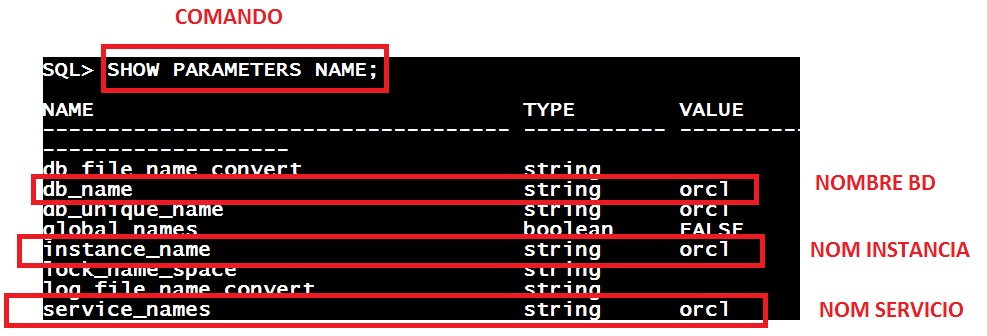 COMANDO
SQL> SHOW PARAMETERS NAME;
NAME TYPE VALUE
------------------------------------ ----------- ----------
-------------------
db_file_name_convert string
db_name string orcl NOMBRE BD
db_unique_name string orcl
global_names boolean FALSE
instance_name string orcl NOM INSTANCIA
lock_name_space string
log_file_name_convert string
service_names string orcl NOM SERVICIO